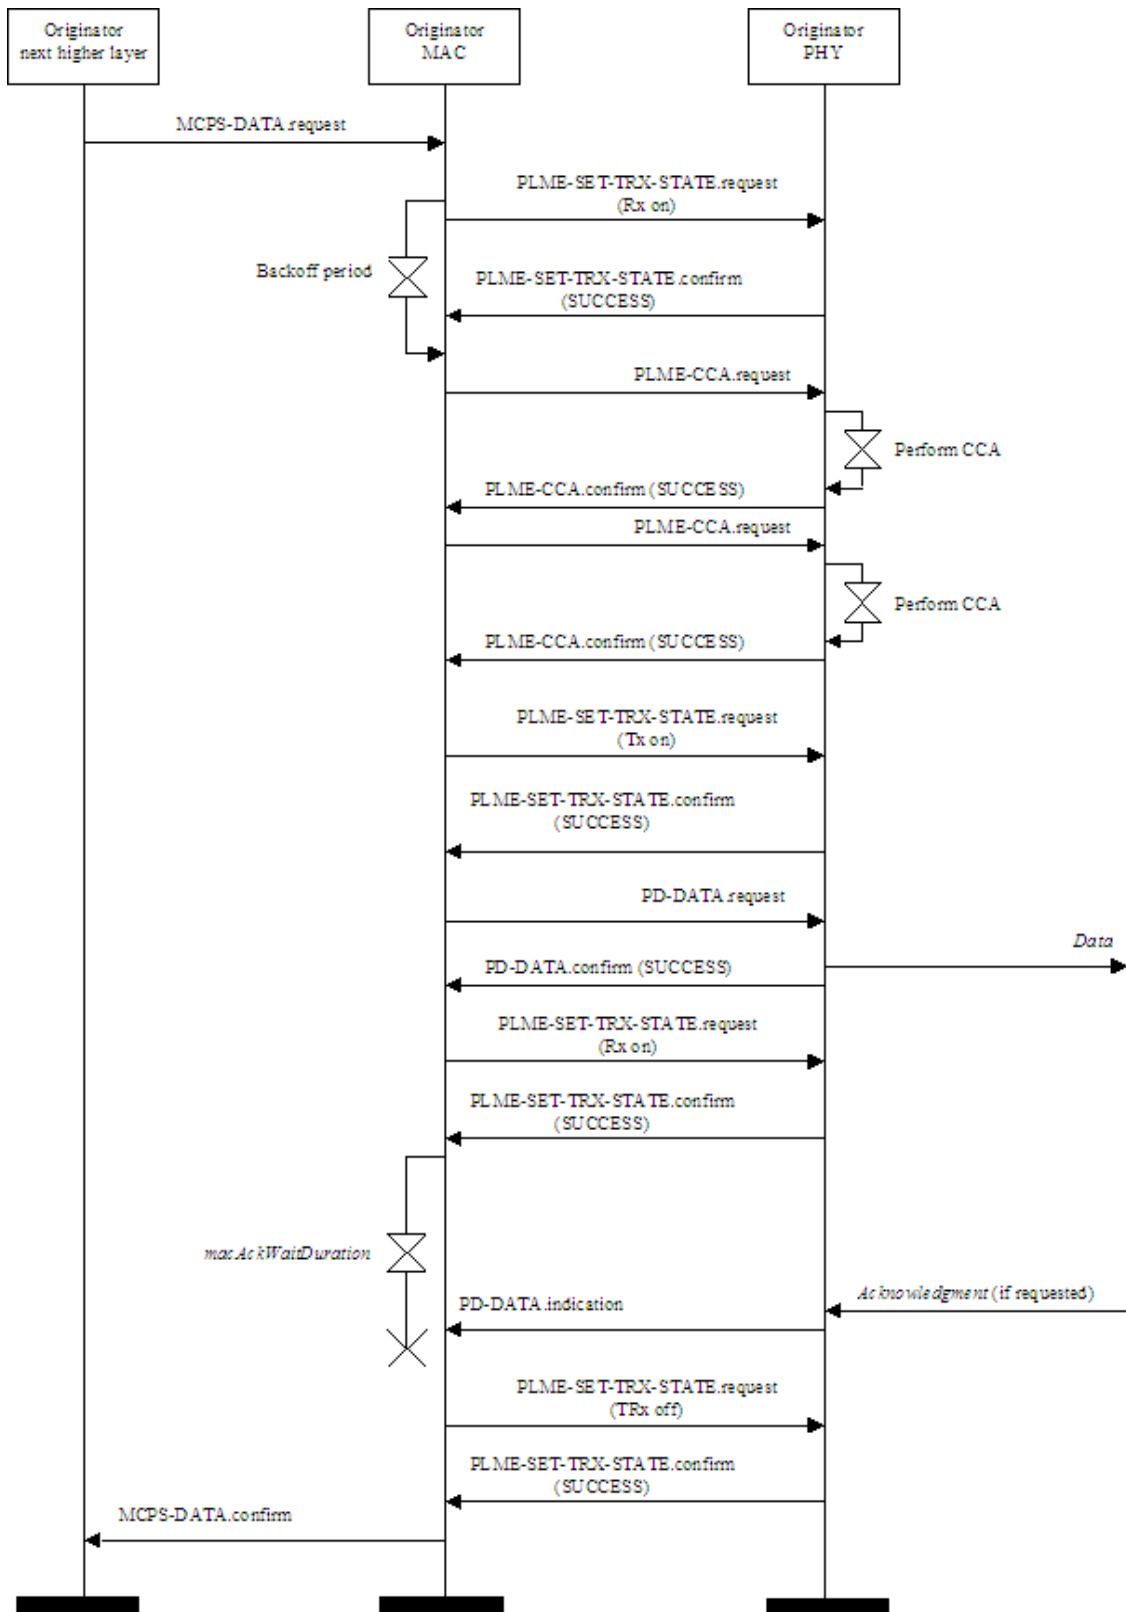 Originator
next higher layer
Originator
MAC
Originator
PHY
MCPS-DATA.request
PLME-SET-TRX-STATE.request
(Rx on)
Backoff period
PLME-SET-TRX-STATE.confirm
(SUCCESS)
PLME-CCA.request
Perform CCA
PLME-CCA.confirm (SUCCESS)
PLME-CCA.request
Perform CCA
PLME-CCA.confirm (SUCCESS)
PLME-SET-TRX-STATE.request
(Tx on)
PLME-SET-TRX-STATE.confirm
(SUCCESS)
PD-DATA.request
Data
PD-DATA.confirm (SUCCESS)
PLME-SET-TRX-STATE.request
(Rx on)
PLME-SET-TRX-STATE.confirm
(SUCCESS)
macAckWaitDuration
Acknowledgment (if requested)
PD-DATA.indication
PLME-SET-TRX-STATE.request
(TRx off)
PLME-SET-TRX-STATE.confirm
(SUCCESS)
MCPS-DATA.confirm